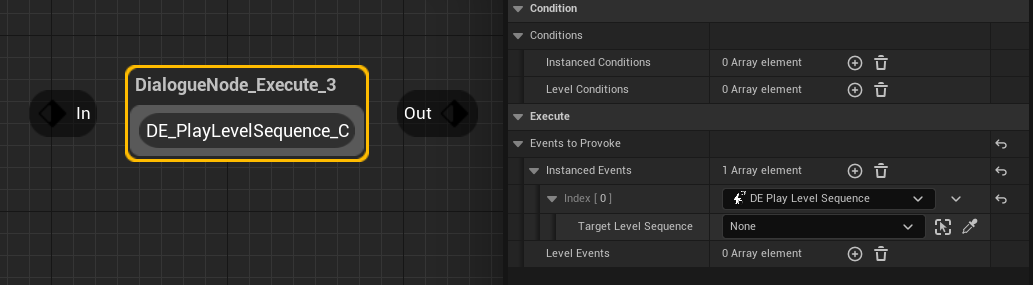 In
DialogueNode_Execute_3
DE_PlayLevelSequence_C
Out
Condition
Conditions
Instanced Conditions 0 Array element
Level Conditions 0 Array element
Execute
Events to Provoke
Instanced Events 1 Array element
Index [ 0 ] DE Play Level Sequence
Target Level Sequence None
Level Events 0 Array element